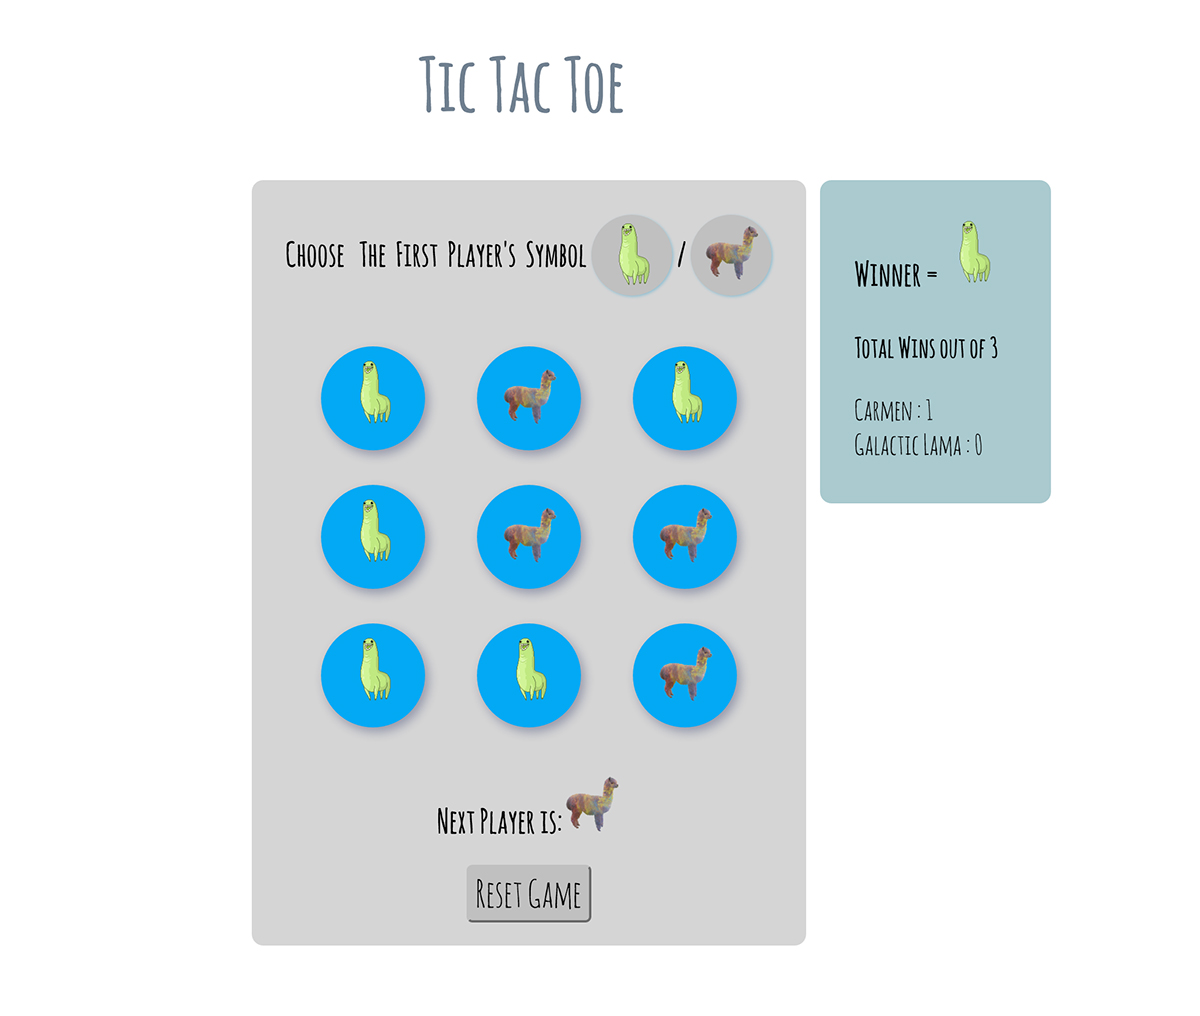 Tic Tac Toe
Choose The First Player's Symbol /
Winner =
Total Wins out of 3
Carmen : 1
Galactic Lama : 0
Next Player is:
Reset Game